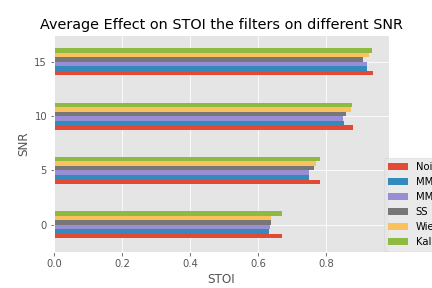 Average Effect on STOI the filters on different SNR
15
10
5
0
SNR
0.0 0.2 0.4 0.6 0.8
STOI
Noi
MM
MM
SS
Wie
Kal